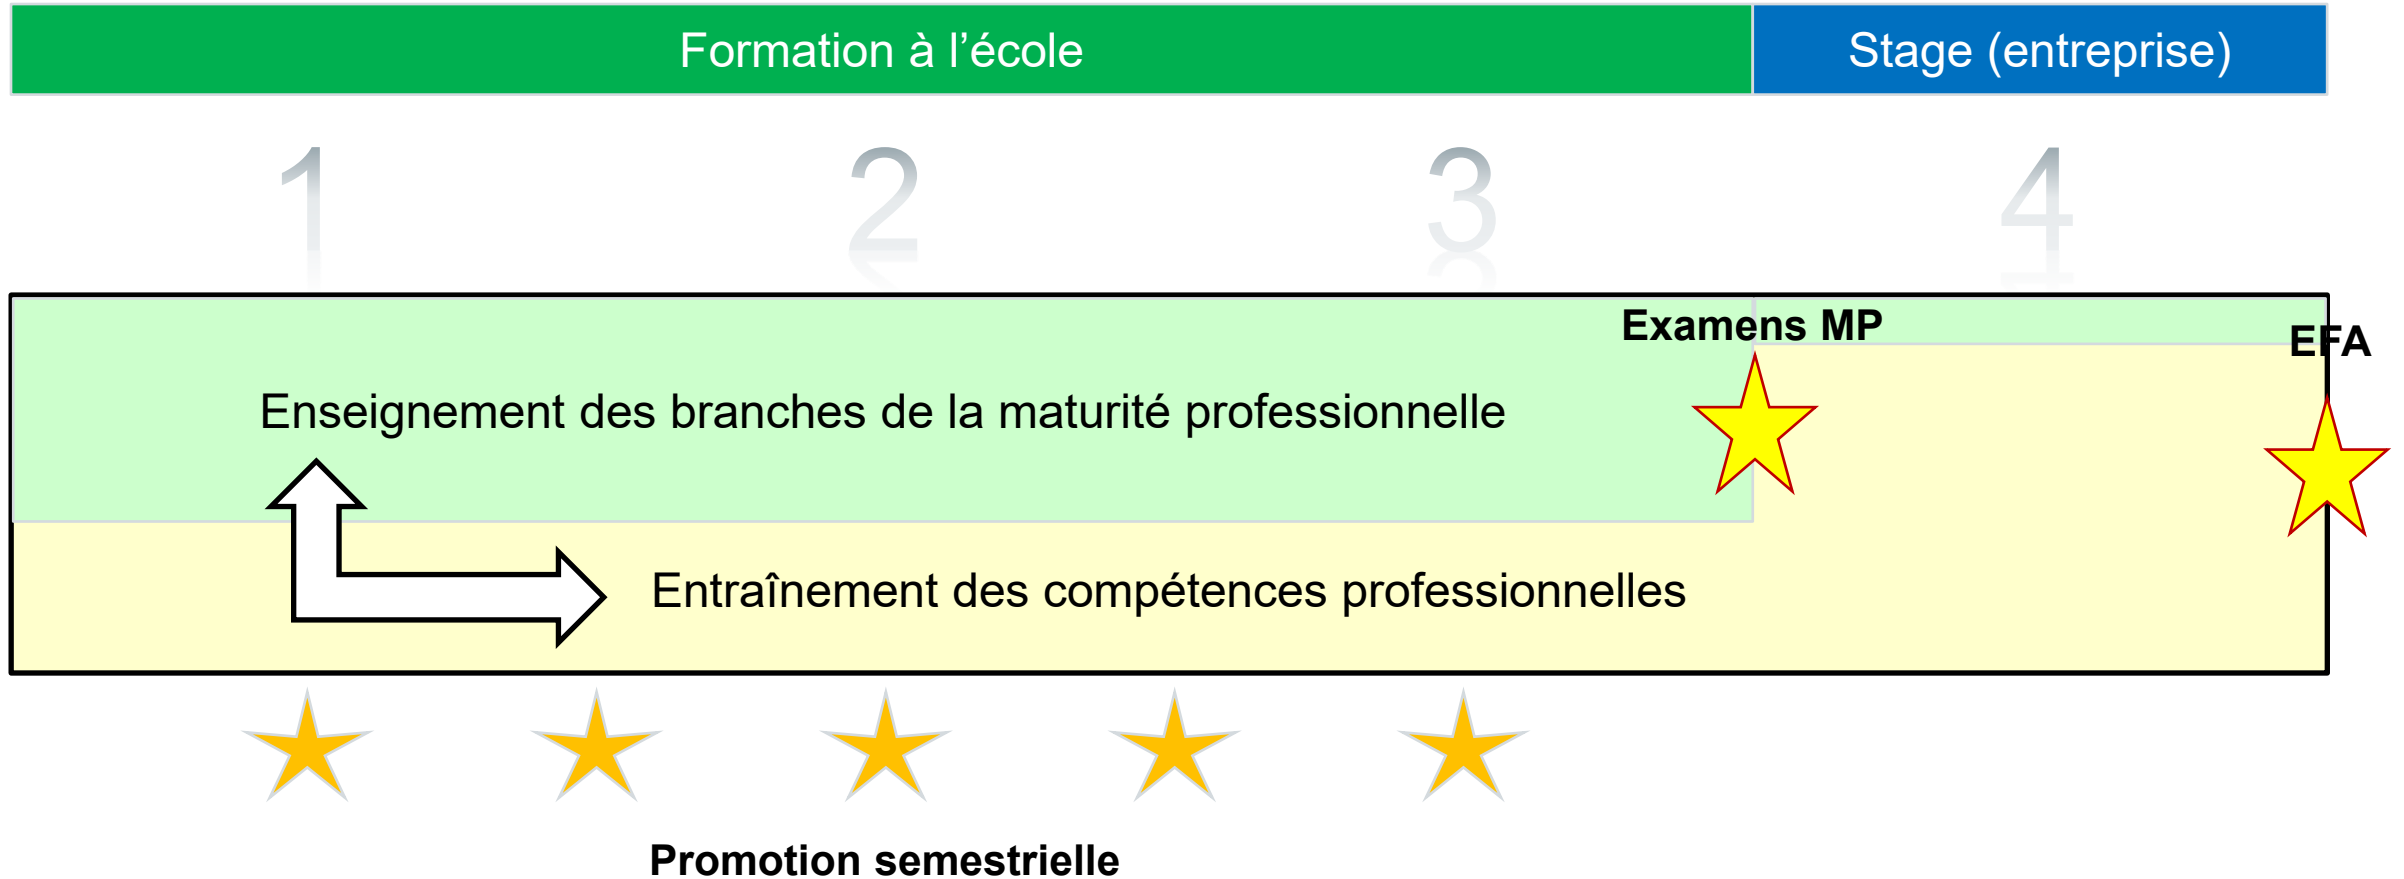 Formation à l’école
Stage (entreprise)
1
2
3
4
Examens MP
EFA
Enseignement des branches de la maturité professionnelle
Entraînement des compétences professionnelles
Promotion semestrielle